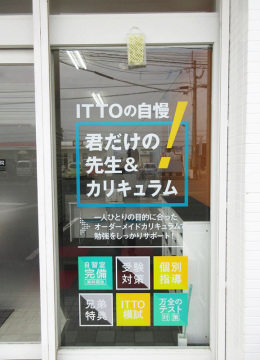 ITTOの自慢
君だけの
先生&
カリキュラム
!
一人ひとりの目的に合った
オーダーメイドカリキュラムで
勉強をしっかりサポート!
自習室
完備
受験
対策
個別
指導
兄弟
特典
ITTO
模試
万全の
テスト
対策